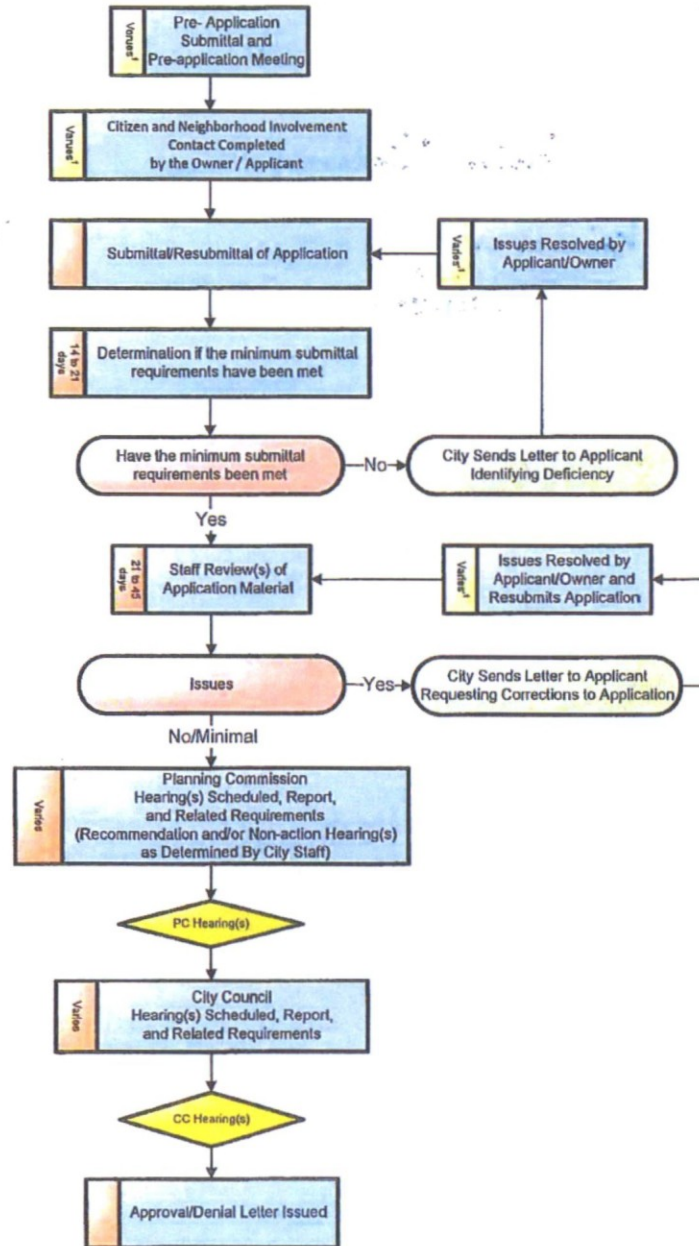 Pre- Application
Submittal and
Pre-application Meeting
Varues¹
Citizen and Neighborhood Involvement
Contact Completed
by the Owner / Applicant
Varues¹
Submittal/Resubmittal of Application
Issues Resolved by
Applicant/Owner
Varies¹
Determination if the minimum submittal
requirements have been met
14 to 21
days
Have the minimum submittal
requirements been met
No
City Sends Letter to Applicant
Identifying Deficiency
Yes
Staff Review(s) of
Application Material
21 to 45
days
Issues Resolved by
Applicant/Owner and
Resubmits Application
Issues
Yes
City Sends Letter to Applicant
Requesting Corrections to Application
No/Minimal
Planning Commission
Hearing(s) Scheduled, Report,
and Related Requirements
(Recommendation and/or Non-action Hearing(s)
as Determined By City Staff)
Varies
PC Hearing(s)
City Council
Hearing(s) Scheduled, Report,
and Related Requirements
Varies
CC Hearing(s)
Approval/Denial Letter Issued